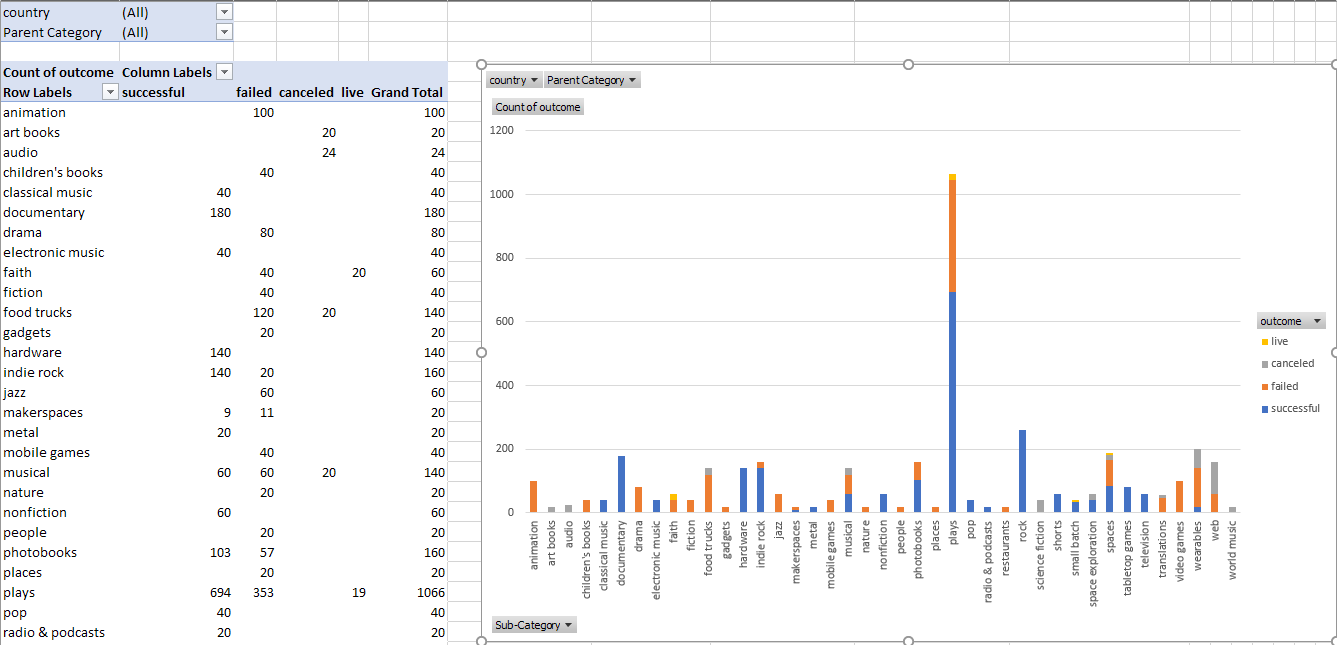 country (All)
Parent Category (All)
Count of outcome Column Labels
Row Labels successful failed canceled live Grand Total
animation 100 100
art books 20 20
audio 24 24
children's books 40 40
classical music 40 40
documentary 180 180
drama 80 80
electronic music 40 40
faith 40 20 60
fiction 40 40
food trucks 120 20 140
gadgets 20 20
hardware 140 140
indie rock 140 20 160
jazz 60 60
makerspaces 9 11 20
metal 20 20
mobile games 40 40
musical 60 60 20 140
nature 20 20
nonfiction 60 60
people 20 20
photobooks 103 57 160
places 20 20
plays 694 353 19 1066
pop 40 40
radio & podcasts 20 20
country Parent Category
Count of outcome
1200
1000
800
600
400
200
0
animation
art books
audio
children's books
classical music
documentary
drama
electronic music
faith
fiction
food trucks
gadgets
hardware
indie rock
jazz
makerspaces
metal
mobile games
musical
nature
nonfiction
people
photobooks
places
plays
pop
radio & podcasts
restaurants
rock
science fiction
shorts
small batch
space exploration
spaces
tabletop games
television
translations
video games
wearables
web
world music
outcome
live
canceled
failed
successful
Sub-Category